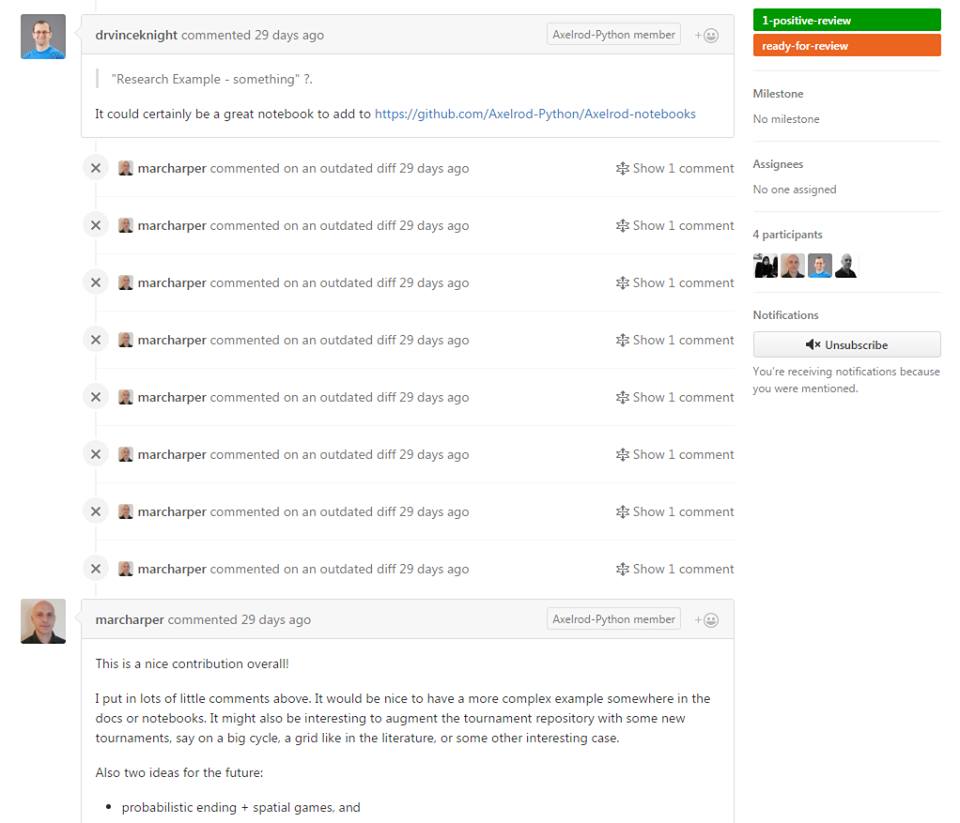 drvinceknight commented 29 days ago
Axelrod-Python member
+
"Research Example - something" ?.
It could certainly be a great notebook to add to https://github.com/Axelrod-Python/Axelrod-notebooks
marcharper commented on an outdated diff 29 days ago
Show 1 comment
marcharper commented on an outdated diff 29 days ago
Show 1 comment
marcharper commented on an outdated diff 29 days ago
Show 1 comment
marcharper commented on an outdated diff 29 days ago
Show 1 comment
marcharper commented on an outdated diff 29 days ago
Show 1 comment
marcharper commented on an outdated diff 29 days ago
Show 1 comment
marcharper commented on an outdated diff 29 days ago
Show 1 comment
marcharper commented on an outdated diff 29 days ago
Show 1 comment
marcharper commented 29 days ago
Axelrod-Python member
+
This is a nice contribution overall!
I put in lots of little comments above. It would be nice to have a more complex example somewhere in the
docs or notebooks. It might also be interesting to augment the tournament repository with some new
tournaments, say on a big cycle, a grid like in the literature, or some other interesting case.
Also two ideas for the future:
• probabilistic ending + spatial games, and
1-positive-review
ready-for-review
Milestone
No milestone
Assignees
No one assigned
4 participants
Notifications
Unsubscribe
You're receiving notifications because
you were mentioned.